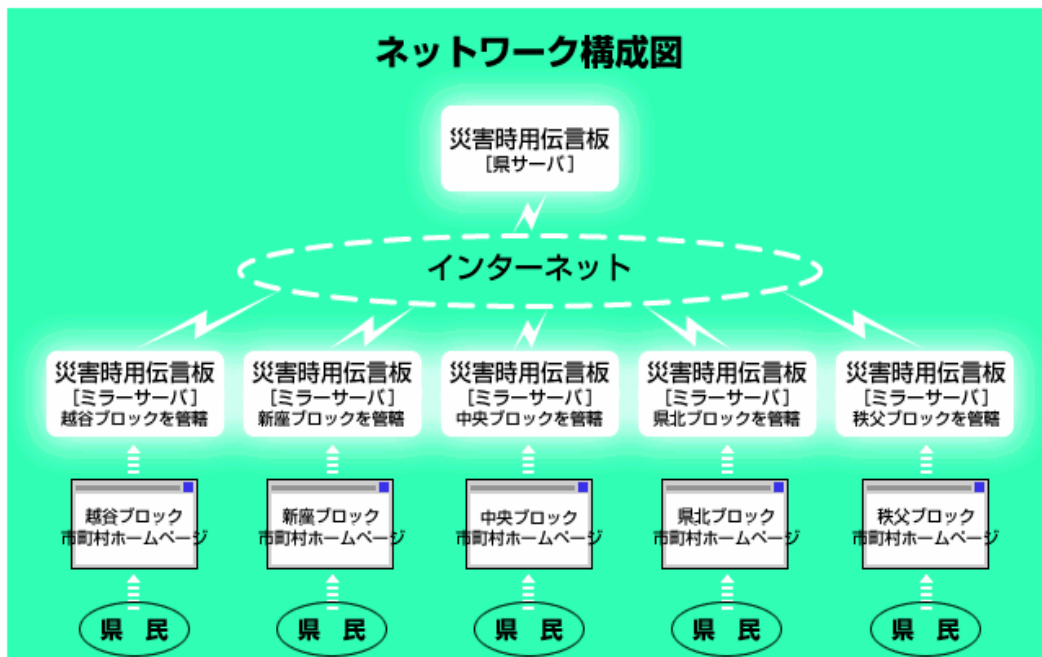 ネットワーク構成図
災害時用伝言板
[県サーバ]
インターネット
災害時用伝言板
[ミラーサーバ]
越谷ブロックを管轄
災害時用伝言板
[ミラーサーバ]
新座ブロックを管轄
災害時用伝言板
[ミラーサーバ]
中央ブロックを管轄
災害時用伝言板
[ミラーサーバ]
県北ブロックを管轄
災害時用伝言板
[ミラーサーバ]
秩父ブロックを管轄
越谷ブロック
市町村ホームページ
新座ブロック
市町村ホームページ
中央ブロック
市町村ホームページ
県北ブロック
市町村ホームページ
秩父ブロック
市町村ホームページ
県 民
県 民
県 民
県 民
県 民